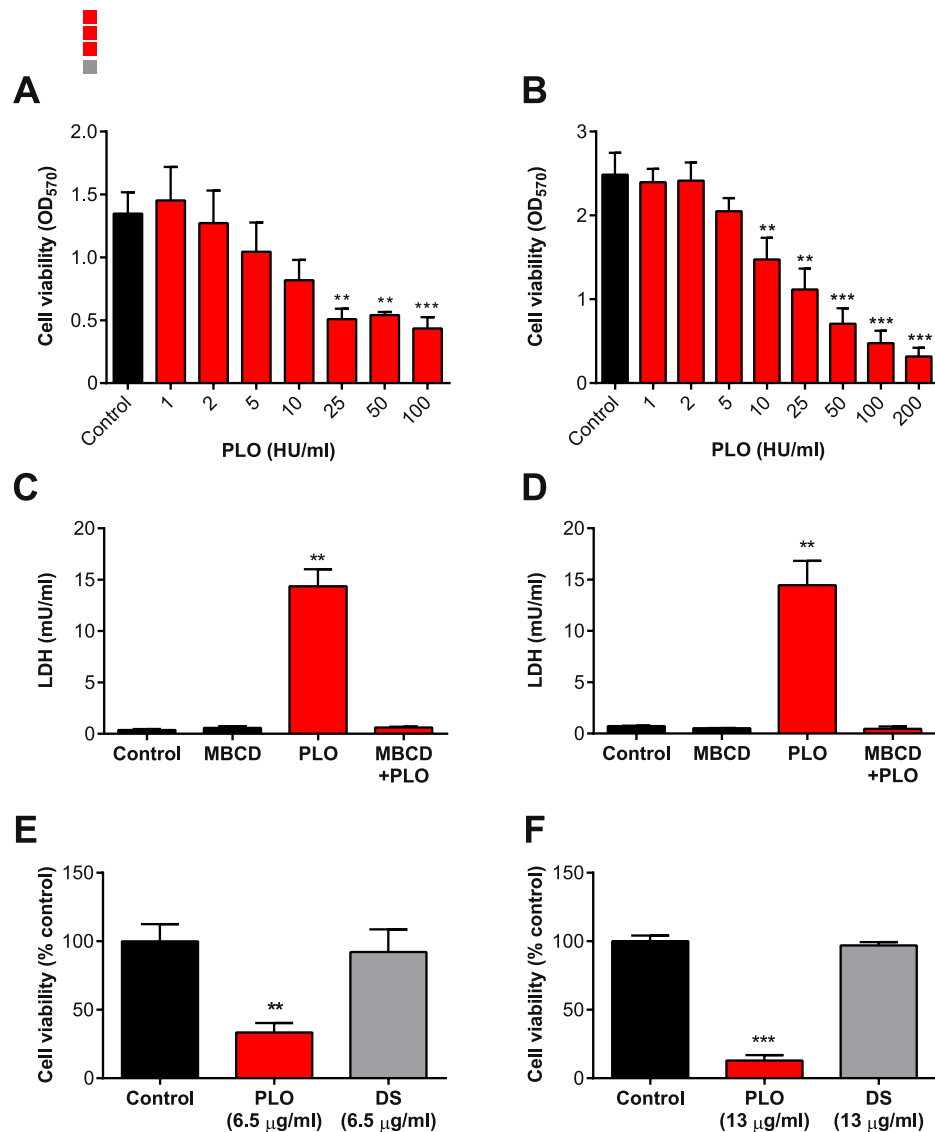 A
Cell viability (OD570)
2.0
1.5
1.0
0.5
0
** ** ***
Control 1 2 5 10 25 50 100
PLO (HU/ml)
B
Cell viability (OD570)
3
2
1
0
** ** *** *** ***
Control 1 2 5 10 25 50 100 200
PLO (HU/ml)
C
LDH (mU/ml)
20
15
10
5
0
**
Control MBCD PLO MBCD
+PLO
D
LDH (mU/ml)
20
15
10
5
0
**
Control MBCD PLO MBCD
+PLO
E
Cell viability (% control)
150
100
50
0
**
Control PLO DS
(6.5 μg/ml) (6.5 μg/ml)
F
Cell viability (% control)
150
100
50
0
***
Control PLO DS
(13 μg/ml) (13 μg/ml)